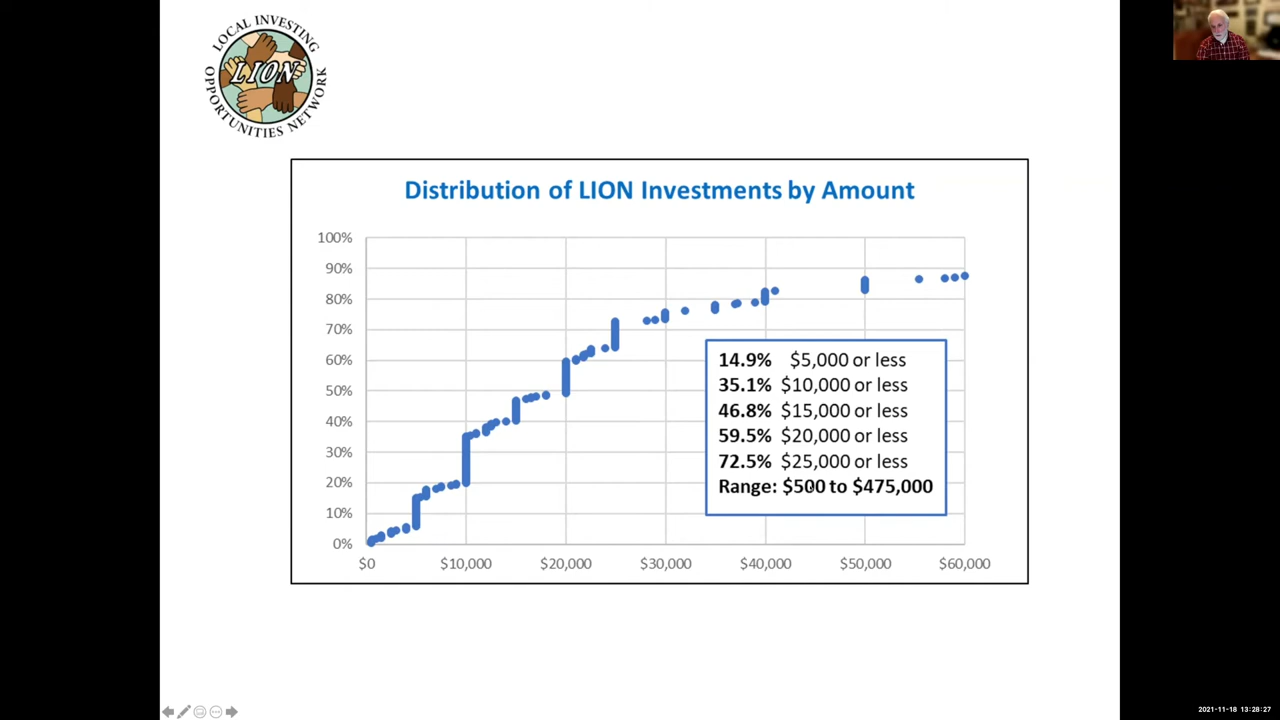 LOCAL INVESTING
LION
OPPORTUNITIES NETWORK
Distribution of LION Investments by Amount
100%
90%
80%
70%
60%
50%
40%
30%
20%
10%
0%
$0 $10,000 $20,000 $30,000 $40,000 $50,000 $60,000
14.9% $5,000 or less
35.1% $10,000 or less
46.8% $15,000 or less
59.5% $20,000 or less
72.5% $25,000 or less
Range: $500 to $475,000
2021-11-18 13:28:27